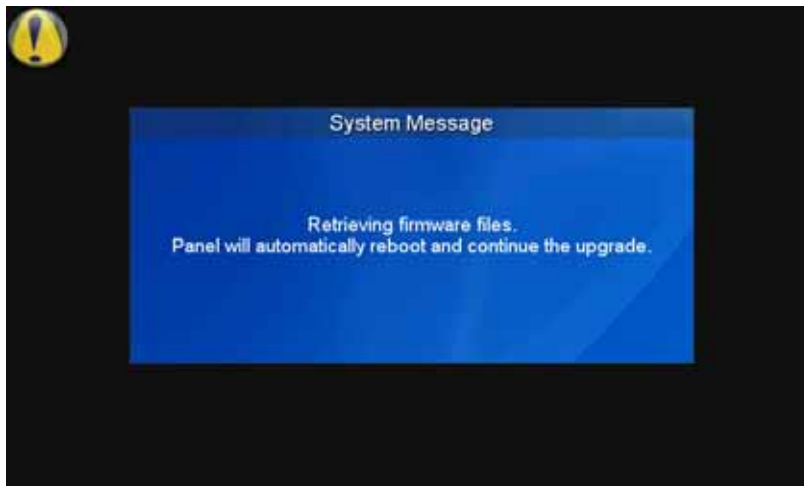 System Message
Retrieving firmware files.
Panel will automatically reboot and continue the upgrade.